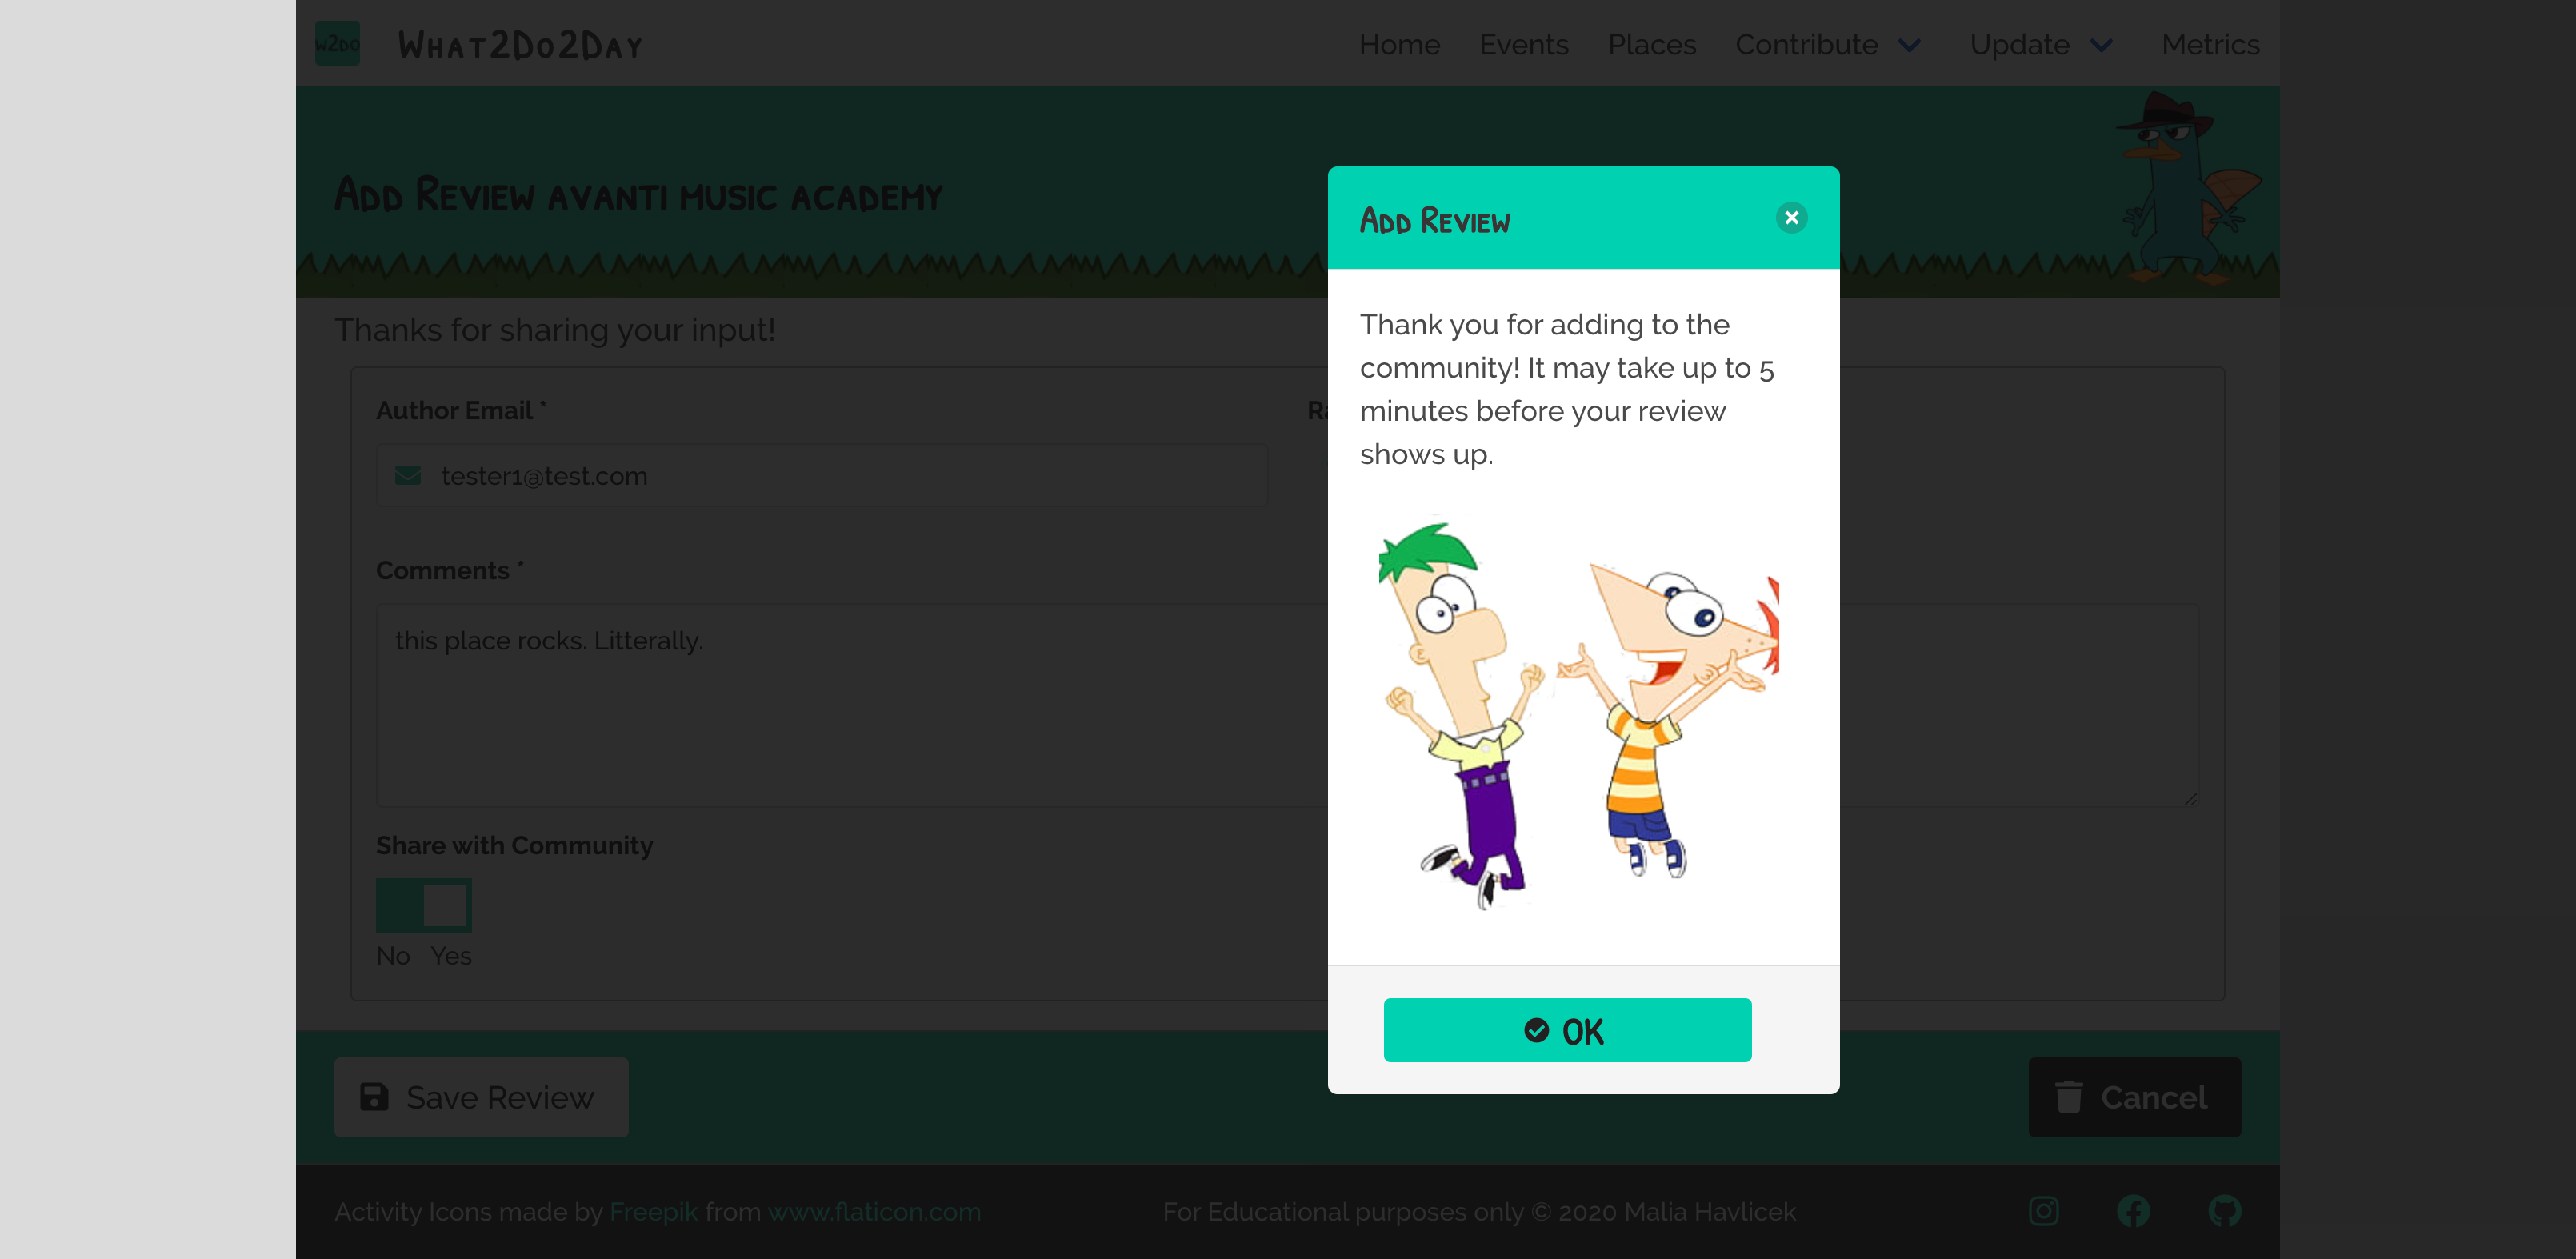 W2DO What2Do2Day Home Events Places Contribute Update Metrics
Add Review avanti music academy
Thanks for sharing your input!
Author Email *
tester1@test.com
Comments *
this place rocks. Litterally.
Share with Community
No Yes
Add Review
Thank you for adding to the
community! It may take up to 5
minutes before your review
shows up.
OK
Save Review
Cancel
Activity Icons made by Freepik from www.flaticon.com
For Educational purposes only © 2020 Malia Havlicek